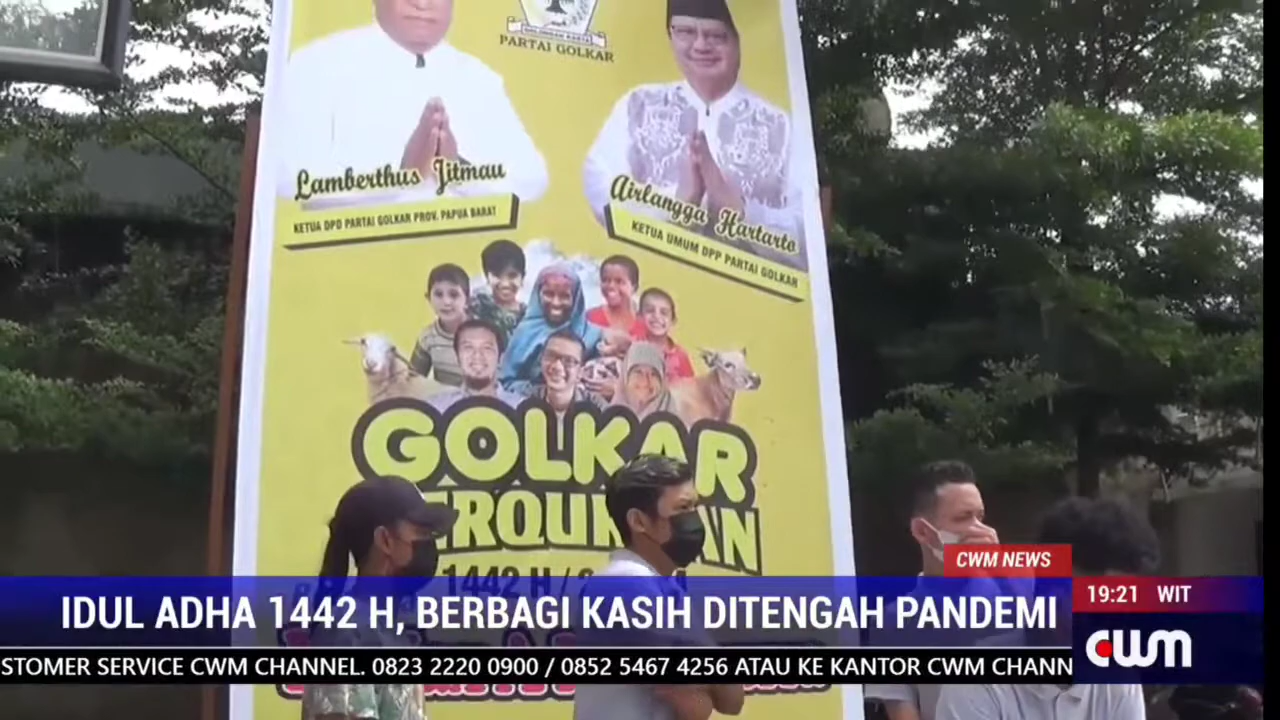 PARTAI GOLKAR
Lamberthus Jitmau
KETUA DPD PARTAI GOLKAR PROV. PAPUA BARAT
Airlangga Hartarto
KETUA UMUM DPP PARTAI GOLKAR
GOLKAR
1442 H /
CWM NEWS
IDUL ADHA 1442 H, BERBAGI KASIH DITENGAH PANDEMI
19:21 WIT
cwm
STOMER SERVICE CWM CHANNEL. 0823 2220 0900 / 0852 5467 4256 ATAU KE KANTOR CWM CHANN